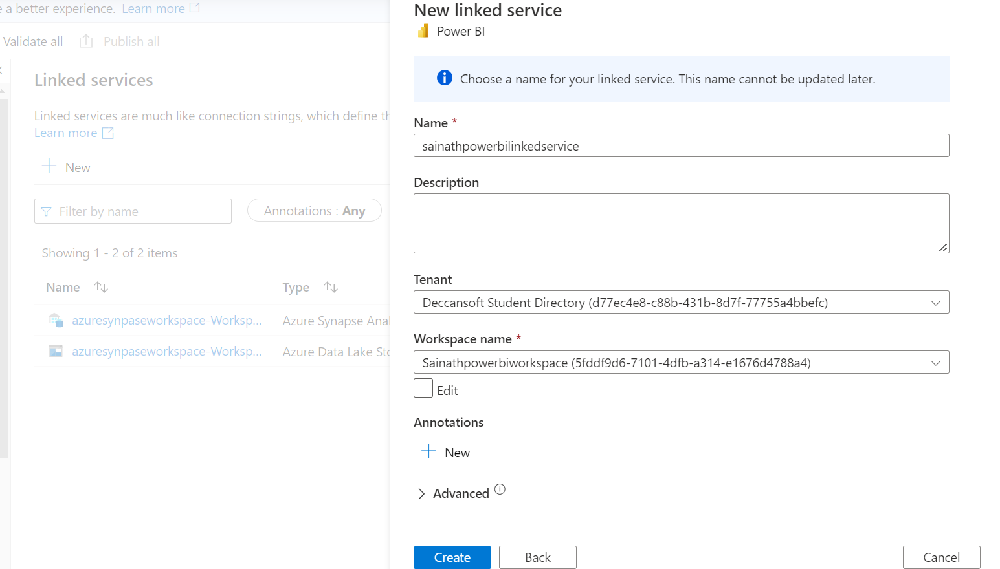 e a better experience. Learn more
Validate all Publish all
Linked services
Linked services are much like connection strings, which define th
Learn more
New
Filter by name
Annotations : Any
Showing 1 - 2 of 2 items
Name Type
azuresynpaseworkspace-Worksp... Azure Synapse Anal
azuresynpaseworkspace-Worksp... Azure Data Lake Sto
New linked service
Power BI
Choose a name for your linked service. This name cannot be updated later.
Name *
sainathpowerbilinkedservice
Description
Tenant
Deccansoft Student Directory (d77ec4e8-c88b-431b-8d7f-77755a4bbefc)
Workspace name *
Sainathpowerbiworkspace (5fddf9d6-7101-4dfb-a314-e1676d4788a4)
Edit
Annotations
New
Advanced
Create Back Cancel